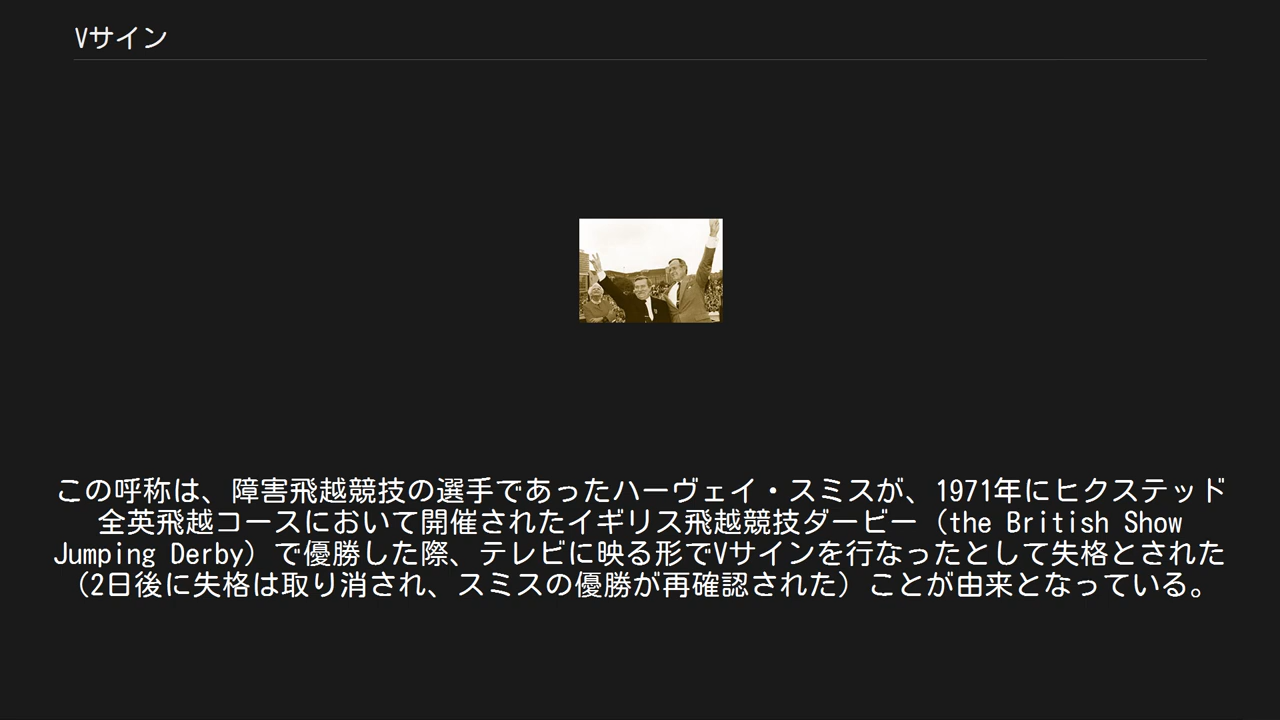 Vサイン
この呼称は、障害飛越競技の選手であったハーヴェイ・スミスが、1971年にヒクステッド
全英飛越コースにおいて開催されたイギリス飛越競技ダービー（the British Show
Jumping Derby）で優勝した際、テレビに映る形でVサインを行なったとして失格とされた
（2日後に失格は取り消され、スミスの優勝が再確認された）ことが由来となっている。